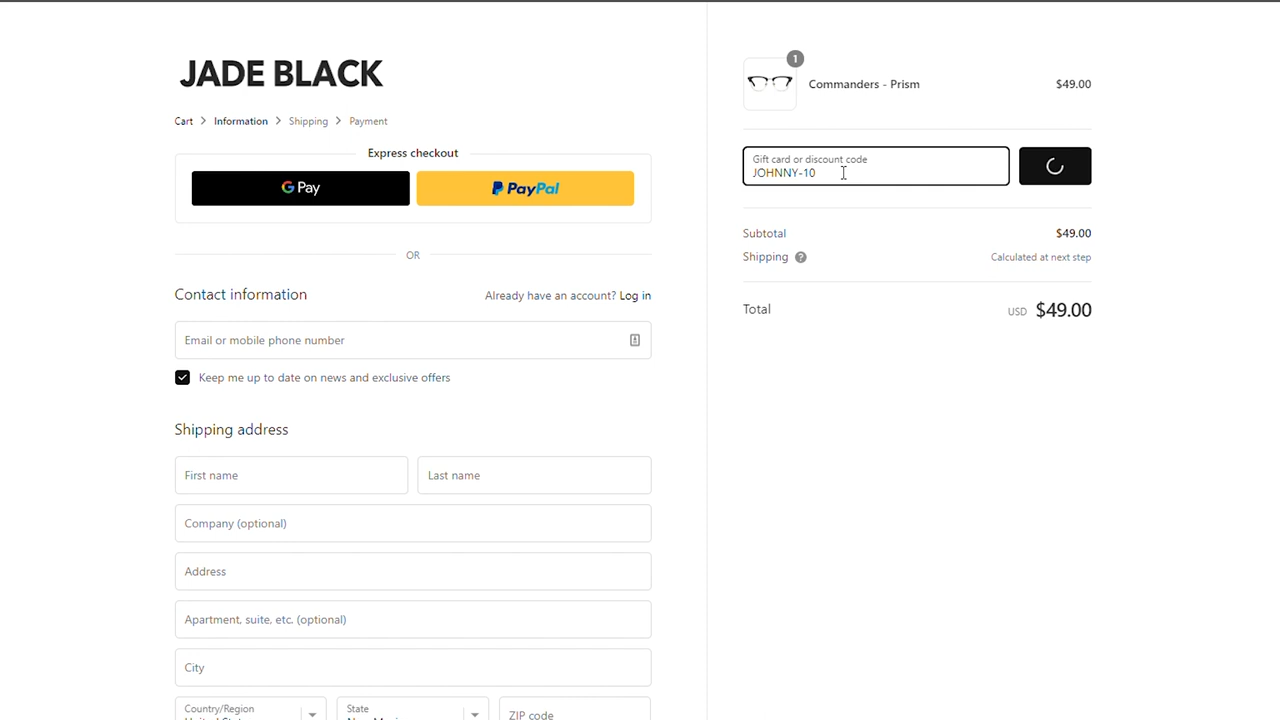 JADE BLACK
Cart > Information > Shipping > Payment
Express checkout
G Pay
PayPal
OR
Contact information
Already have an account? Log in
Email or mobile phone number
Keep me up to date on news and exclusive offers
Shipping address
First name
Last name
Company (optional)
Address
Apartment, suite, etc. (optional)
City
Country/Region
State
ZIP code
1
Commanders - Prism
$49.00
Gift card or discount code
JOHNNY-10
Subtotal
$49.00
Shipping ?
Calculated at next step
Total
USD $49.00